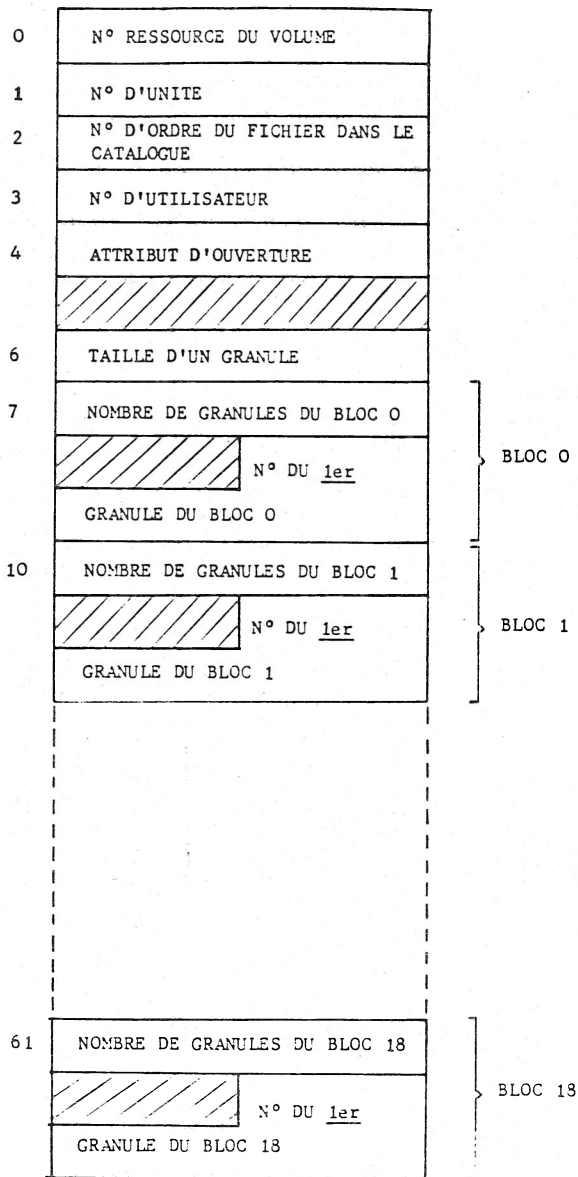 0 N° RESSOURCE DU VOLUME
1 N° D'UNITE
2 N° D'ORDRE DU FICHIER DANS LE
CATALOGUE
3 N° D'UTILISATEUR
4 ATTRIBUT D'OUVERTURE
6 TAILLE D'UN GRANULE
7 NOMBRE DE GRANULES DU BLOC 0
N° DU 1er
BLOC 0
GRANULE DU BLOC 0
10 NOMBRE DE GRANULES DU BLOC 1
N° DU 1er
BLOC 1
GRANULE DU BLOC 1
61 NOMBRE DE GRANULES DU BLOC 18
N° DU 1er
BLOC 18
GRANULE DU BLOC 18